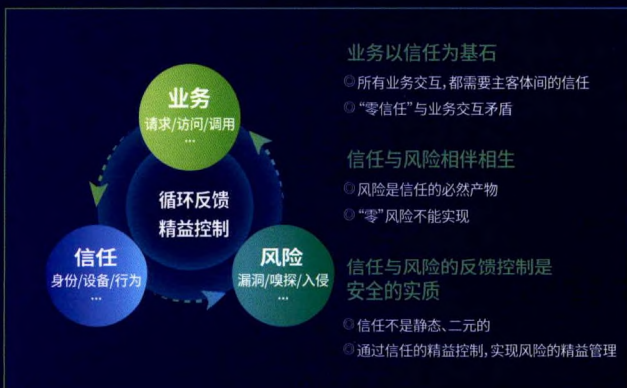 业务
请求/访问/调用
...
循环反馈
精益控制
信任
身份/设备/行为
...
风险
漏洞/嗅探/入侵
...
业务以信任为基石
所有业务交互，都需要主客体间的信任
“零信任”与业务交互矛盾
信任与风险相伴相生
风险是信任的必然产物
“零”风险不能实现
信任与风险的反馈控制是
安全的实质
信任不是静态、二元的
通过信任的精益控制，实现风险的精益管理